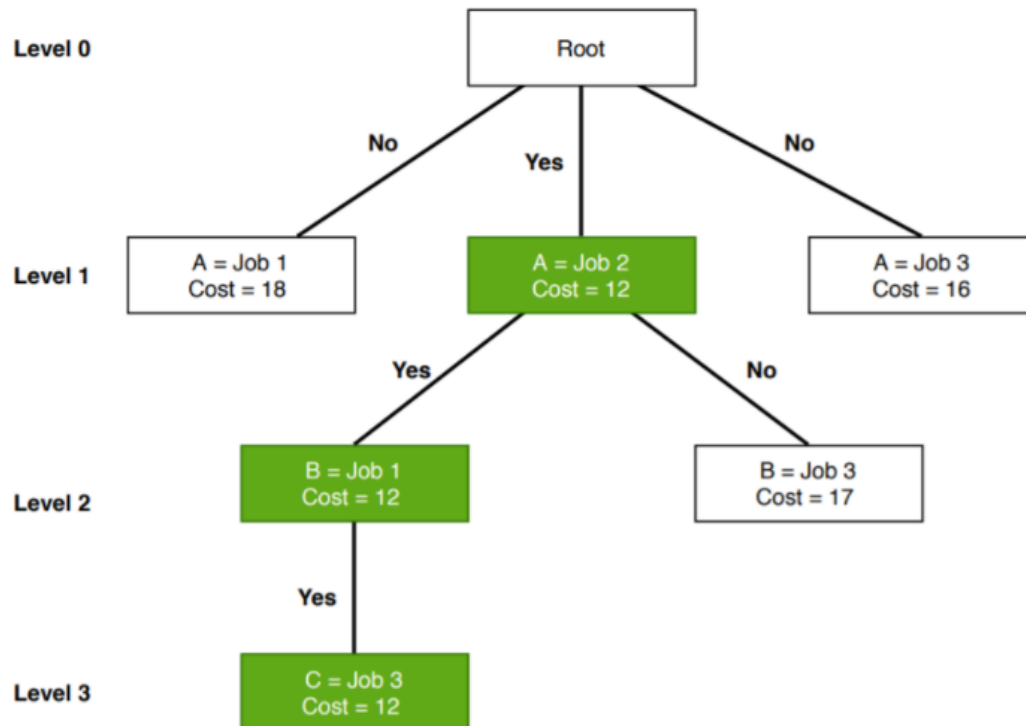 Level 0
Root
No
Yes
No
Level 1
A = Job 1
Cost = 18
A = Job 2
Cost = 12
A = Job 3
Cost = 16
Yes
No
Level 2
B = Job 1
Cost = 12
B = Job 3
Cost = 17
Yes
Level 3
C = Job 3
Cost = 12